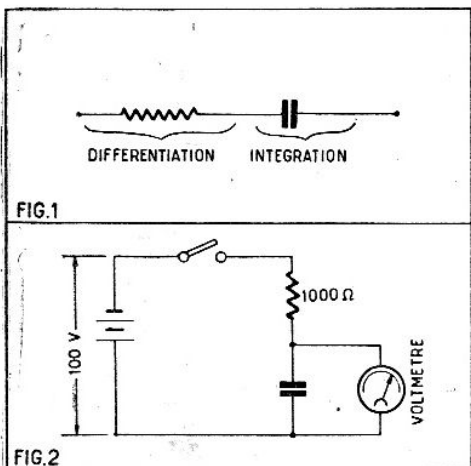 DIFFERENTIATION INTEGRATION
FIG.1
1000 Ω
100 V
VOLTMETRE
FIG.2